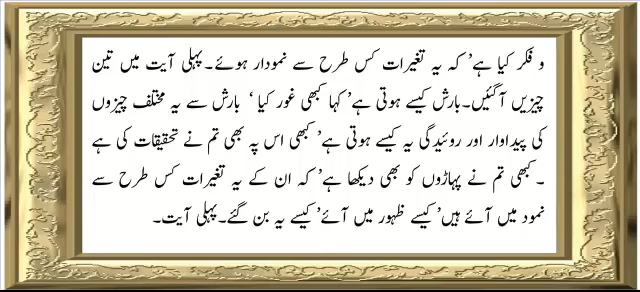 و فکر کیا ہے' کہ یہ تغیرات کس طرح سے نمودار ہوئے۔ پہلی آیت میں تین
چیزیں آگئیں۔بارش کیسے ہوتی ہے' کہا کبھی غور کیا ' بارش سے یہ مختلف چیزوں
کی پیداوار اور روئیدگی یہ کیسے ہوتی ہے' کبھی اس پہ بھی تم نے تحقیقات کی ہے
۔ کبھی تم نے پہاڑوں کو بھی دیکھا ہے' کہ ان کے یہ تغیرات کس طرح سے
نمود میں آئے ہیں' کیسے ظہور میں آئے' کیسے یہ بن گئے۔ پہلی آیت۔